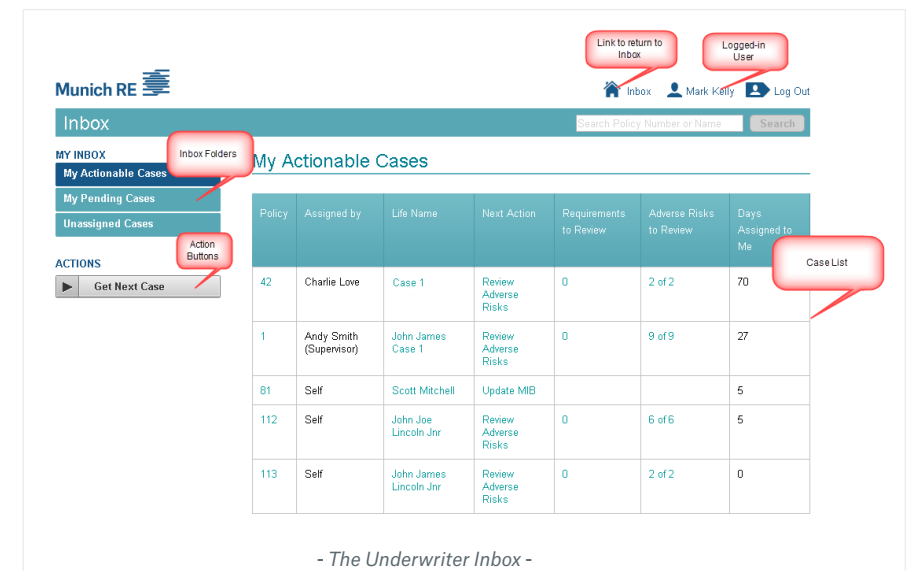 Link to return to
Inbox
Logged-in
User
Munich RE
Inbox
Mark Kelly
Log Out
Inbox
Search Policy Number or Name
Search
MY INBOX
Inbox Folders
My Actionable Cases
My Actionable Cases
My Pending Cases
Unassigned Cases
Action
Buttons
ACTIONS
Get Next Case
Case List
Policy Assigned by Life Name Next Action Requirements to Review Adverse Risks to Review Days Assigned to Me
42 Charlie Love Case 1 Review Adverse Risks 0 2 of 2 70
1 Andy Smith (Supervisor) John James Case 1 Review Adverse Risks 0 9 of 9 27
81 Self Scott Mitchell Update MIB 5
112 Self John Joe Lincoln Jnr Review Adverse Risks 0 6 of 6 5
113 Self John James Lincoln Jnr Review Adverse Risks 0 2 of 2 0
- The Underwriter Inbox -